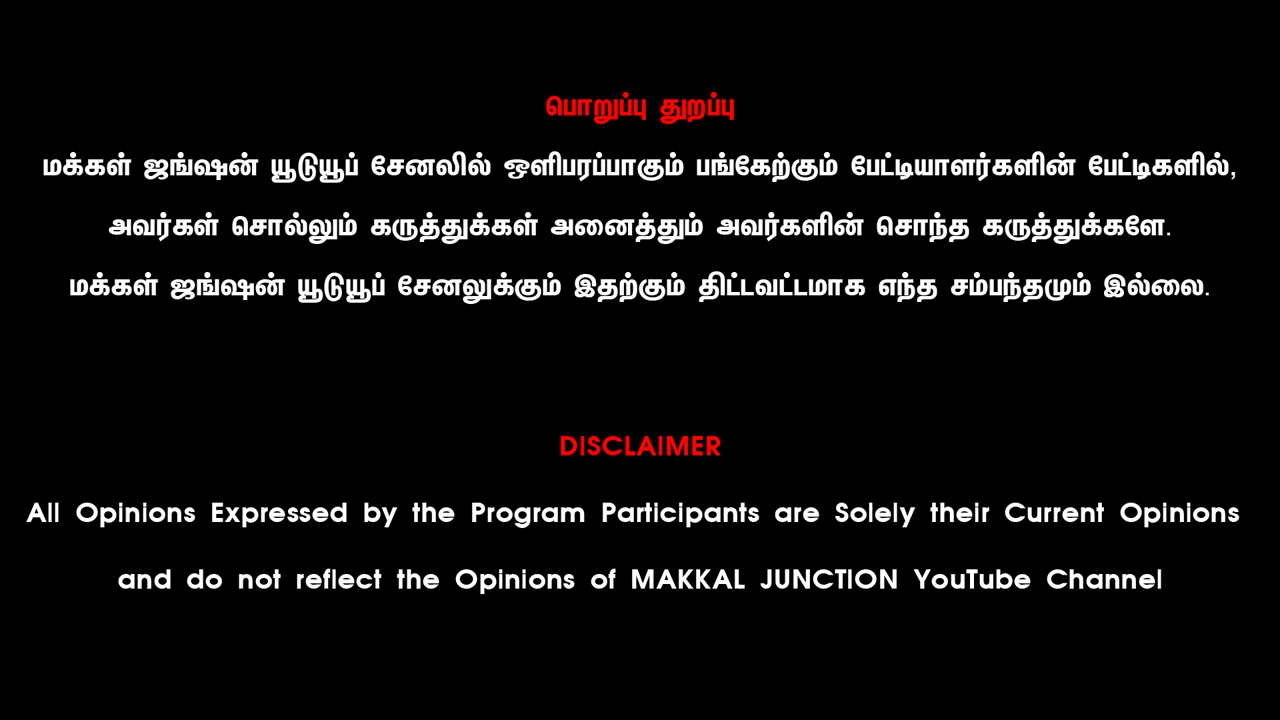 பொறுப்பு துறப்பு
மக்கள் ஜங்ஷன் யூடுயூப் சேனலில் ஒளிபரப்பாகும் பங்கேற்கும் பேட்டியாளர்களின் பேட்டிகளில்,
அவர்கள் சொல்லும் கருத்துக்கள் அனைத்தும் அவர்களின் சொந்த கருத்துக்களே.
மக்கள் ஜங்ஷன் யூடுயூப் சேனலுக்கும் இதற்கும் திட்டவட்டமாக எந்த சம்பந்தமும் இல்லை.
DISCLAIMER
All Opinions Expressed by the Program Participants are Solely their Current Opinions
and do not reflect the Opinions of MAKKAL JUNCTION YouTube Channel